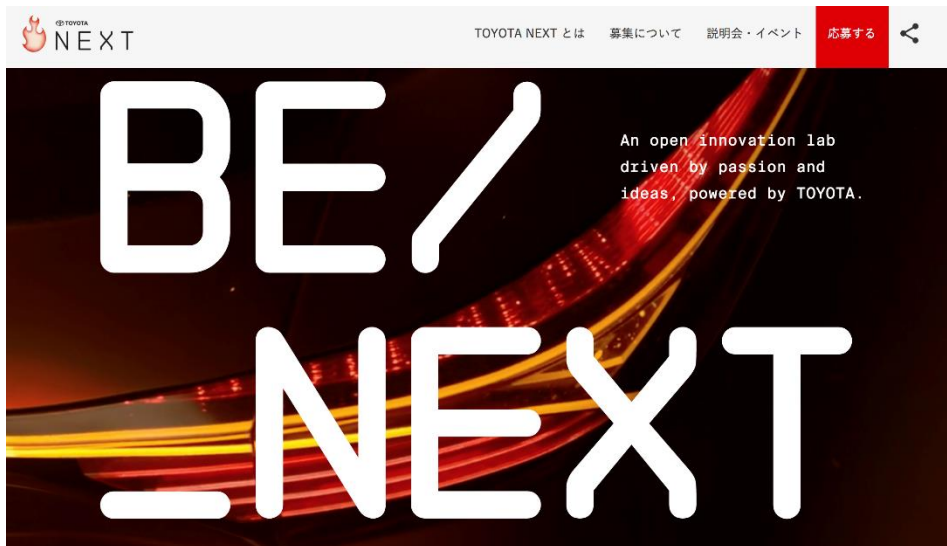 TOYOTA
NEXT
TOYOTA NEXT とは 募集について 説明会・イベント 応募する
BE/
An open innovation lab
driven by passion and
ideas, powered by TOYOTA.
_NEXT